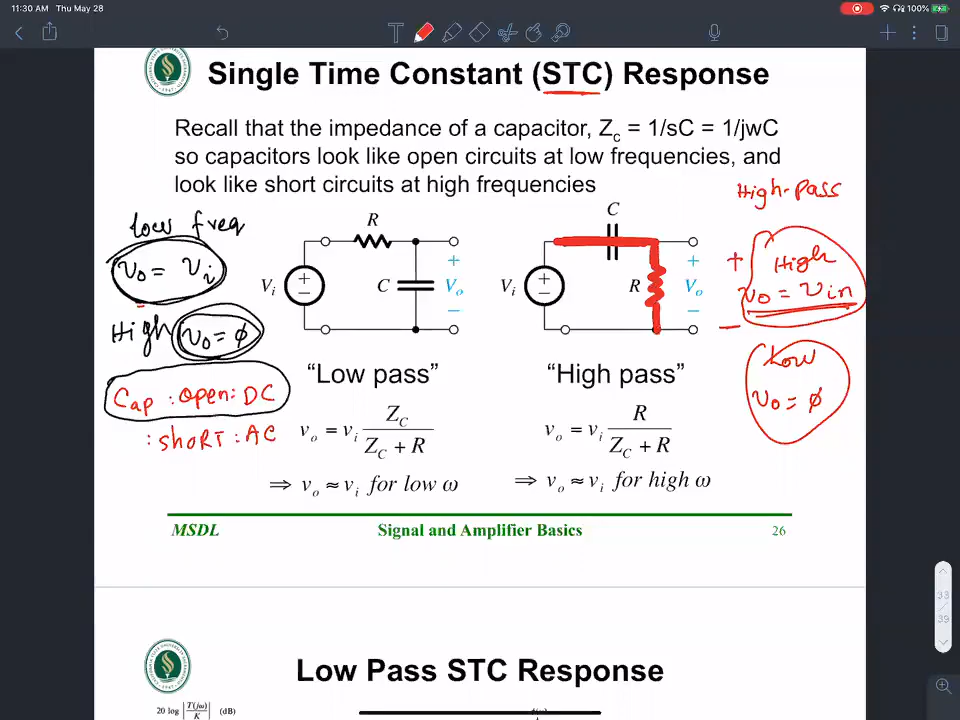 11:30 AM Thu May 28
100%
Single Time Constant (STC) Response
Recall that the impedance of a capacitor, Zc = 1/sC = 1/jwC
so capacitors look like open circuits at low frequencies, and
look like short circuits at high frequencies
low freq
vo = vi
High vo = ϕ
Cap : open : DC
: shoRT : AC
R
Vi
+
−
C
+
Vo
−
"Low pass"
vo = vi ZC / (ZC + R)
⇒ vo ≈ vi for low ω
C
Vi
+
−
R
+
Vo
−
"High pass"
vo = vi R / (ZC + R)
⇒ vo ≈ vi for high ω
High-Pass
+
High
vo = vin
−
Low
vo = ϕ
MSDL
Signal and Amplifier Basics
26
33
/
39
Low Pass STC Response
20 log |T(jω)/K| (dB)